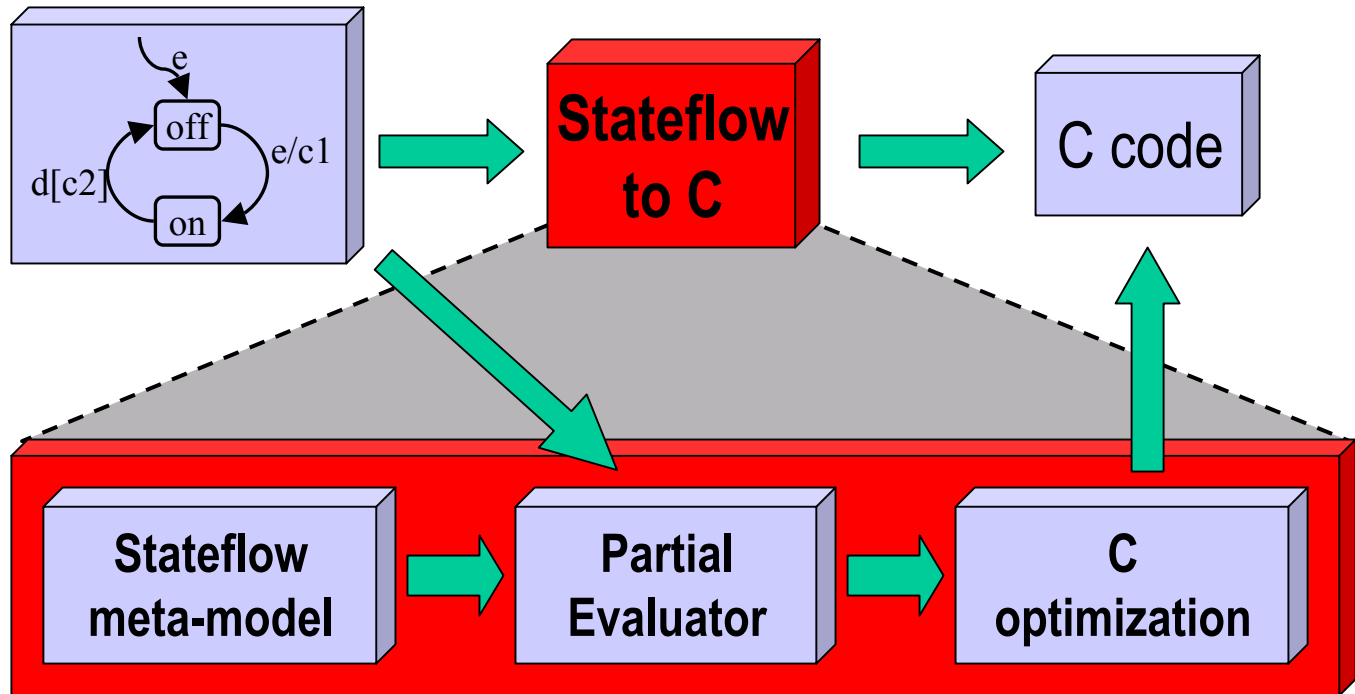 e
off
e/c1
d[c2]
on
Stateflow
to C
C code
Stateflow
meta-model
Partial
Evaluator
C
optimization